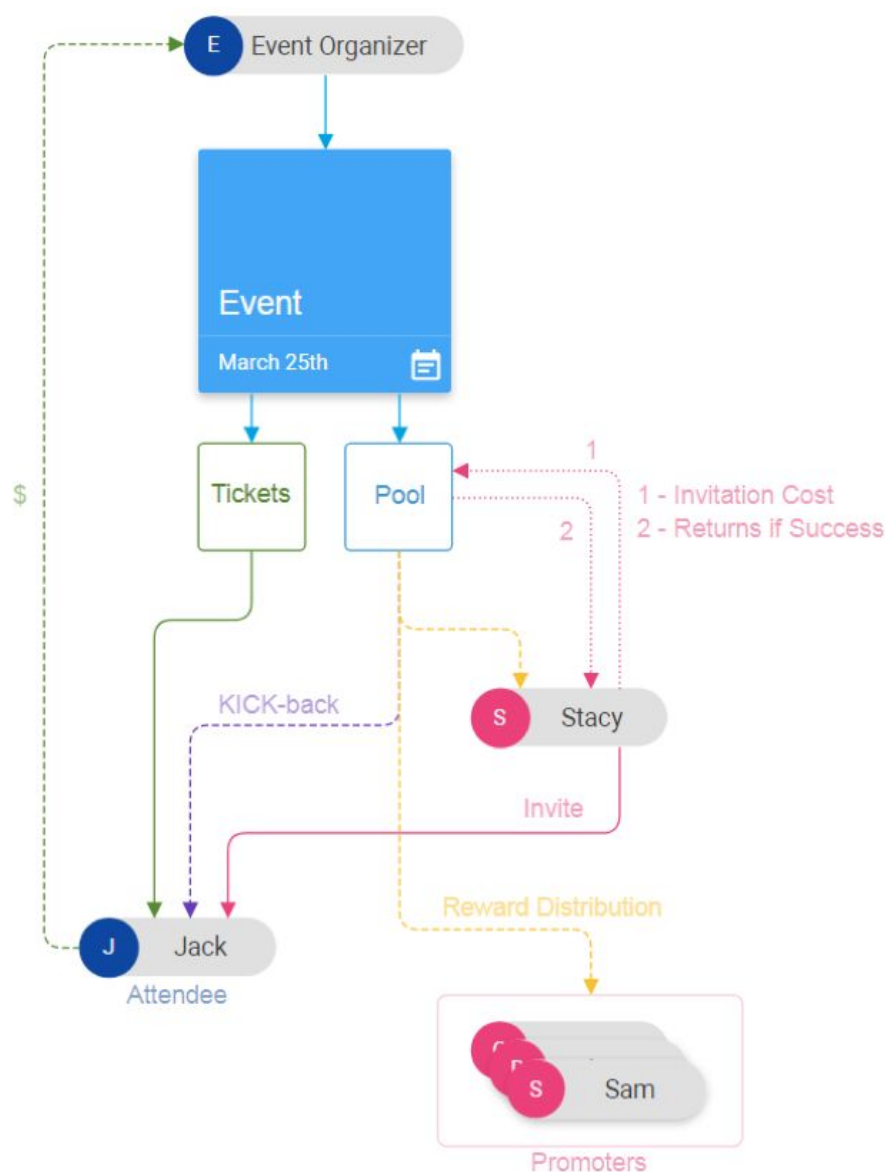 E Event Organizer
Event
March 25th
$
Tickets
Pool
1
2
1 - Invitation Cost
2 - Returns if Success
KICK-back
S Stacy
Invite
Reward Distribution
J Jack
Attendee
S Sam
Promoters